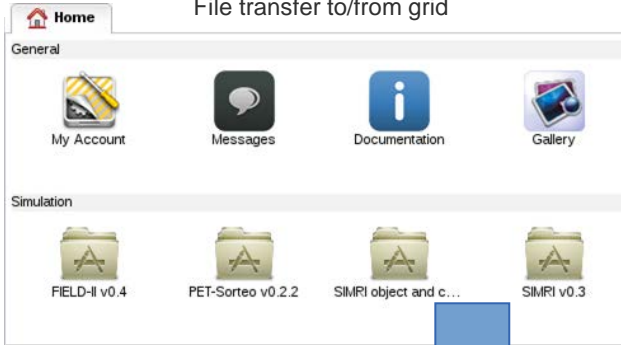 File transfer to/from grid
Home
General
My Account Messages Documentation Gallery
Simulation
FIELD-II v0.4 PET-Sorteo v0.2.2 SIMRI object and c... SIMRI v0.3